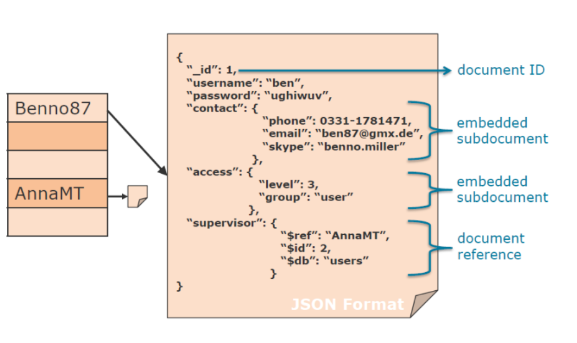 Benno87
AnnaMT
{
“_id”: 1,
“username”: “ben”,
“password”: “ughiwuv”,
“contact”: {
“phone”: 0331-1781471,
“email”: “ben87@gmx.de”,
“skype”: “benno.miller”
},
“access”: {
“level”: 3,
“group”: “user”
},
“supervisor”: {
“$ref”: “AnnaMT”,
“$id”: 2,
“$db”: “users”
}
}
JSON Format
document ID
embedded
subdocument
embedded
subdocument
document
reference